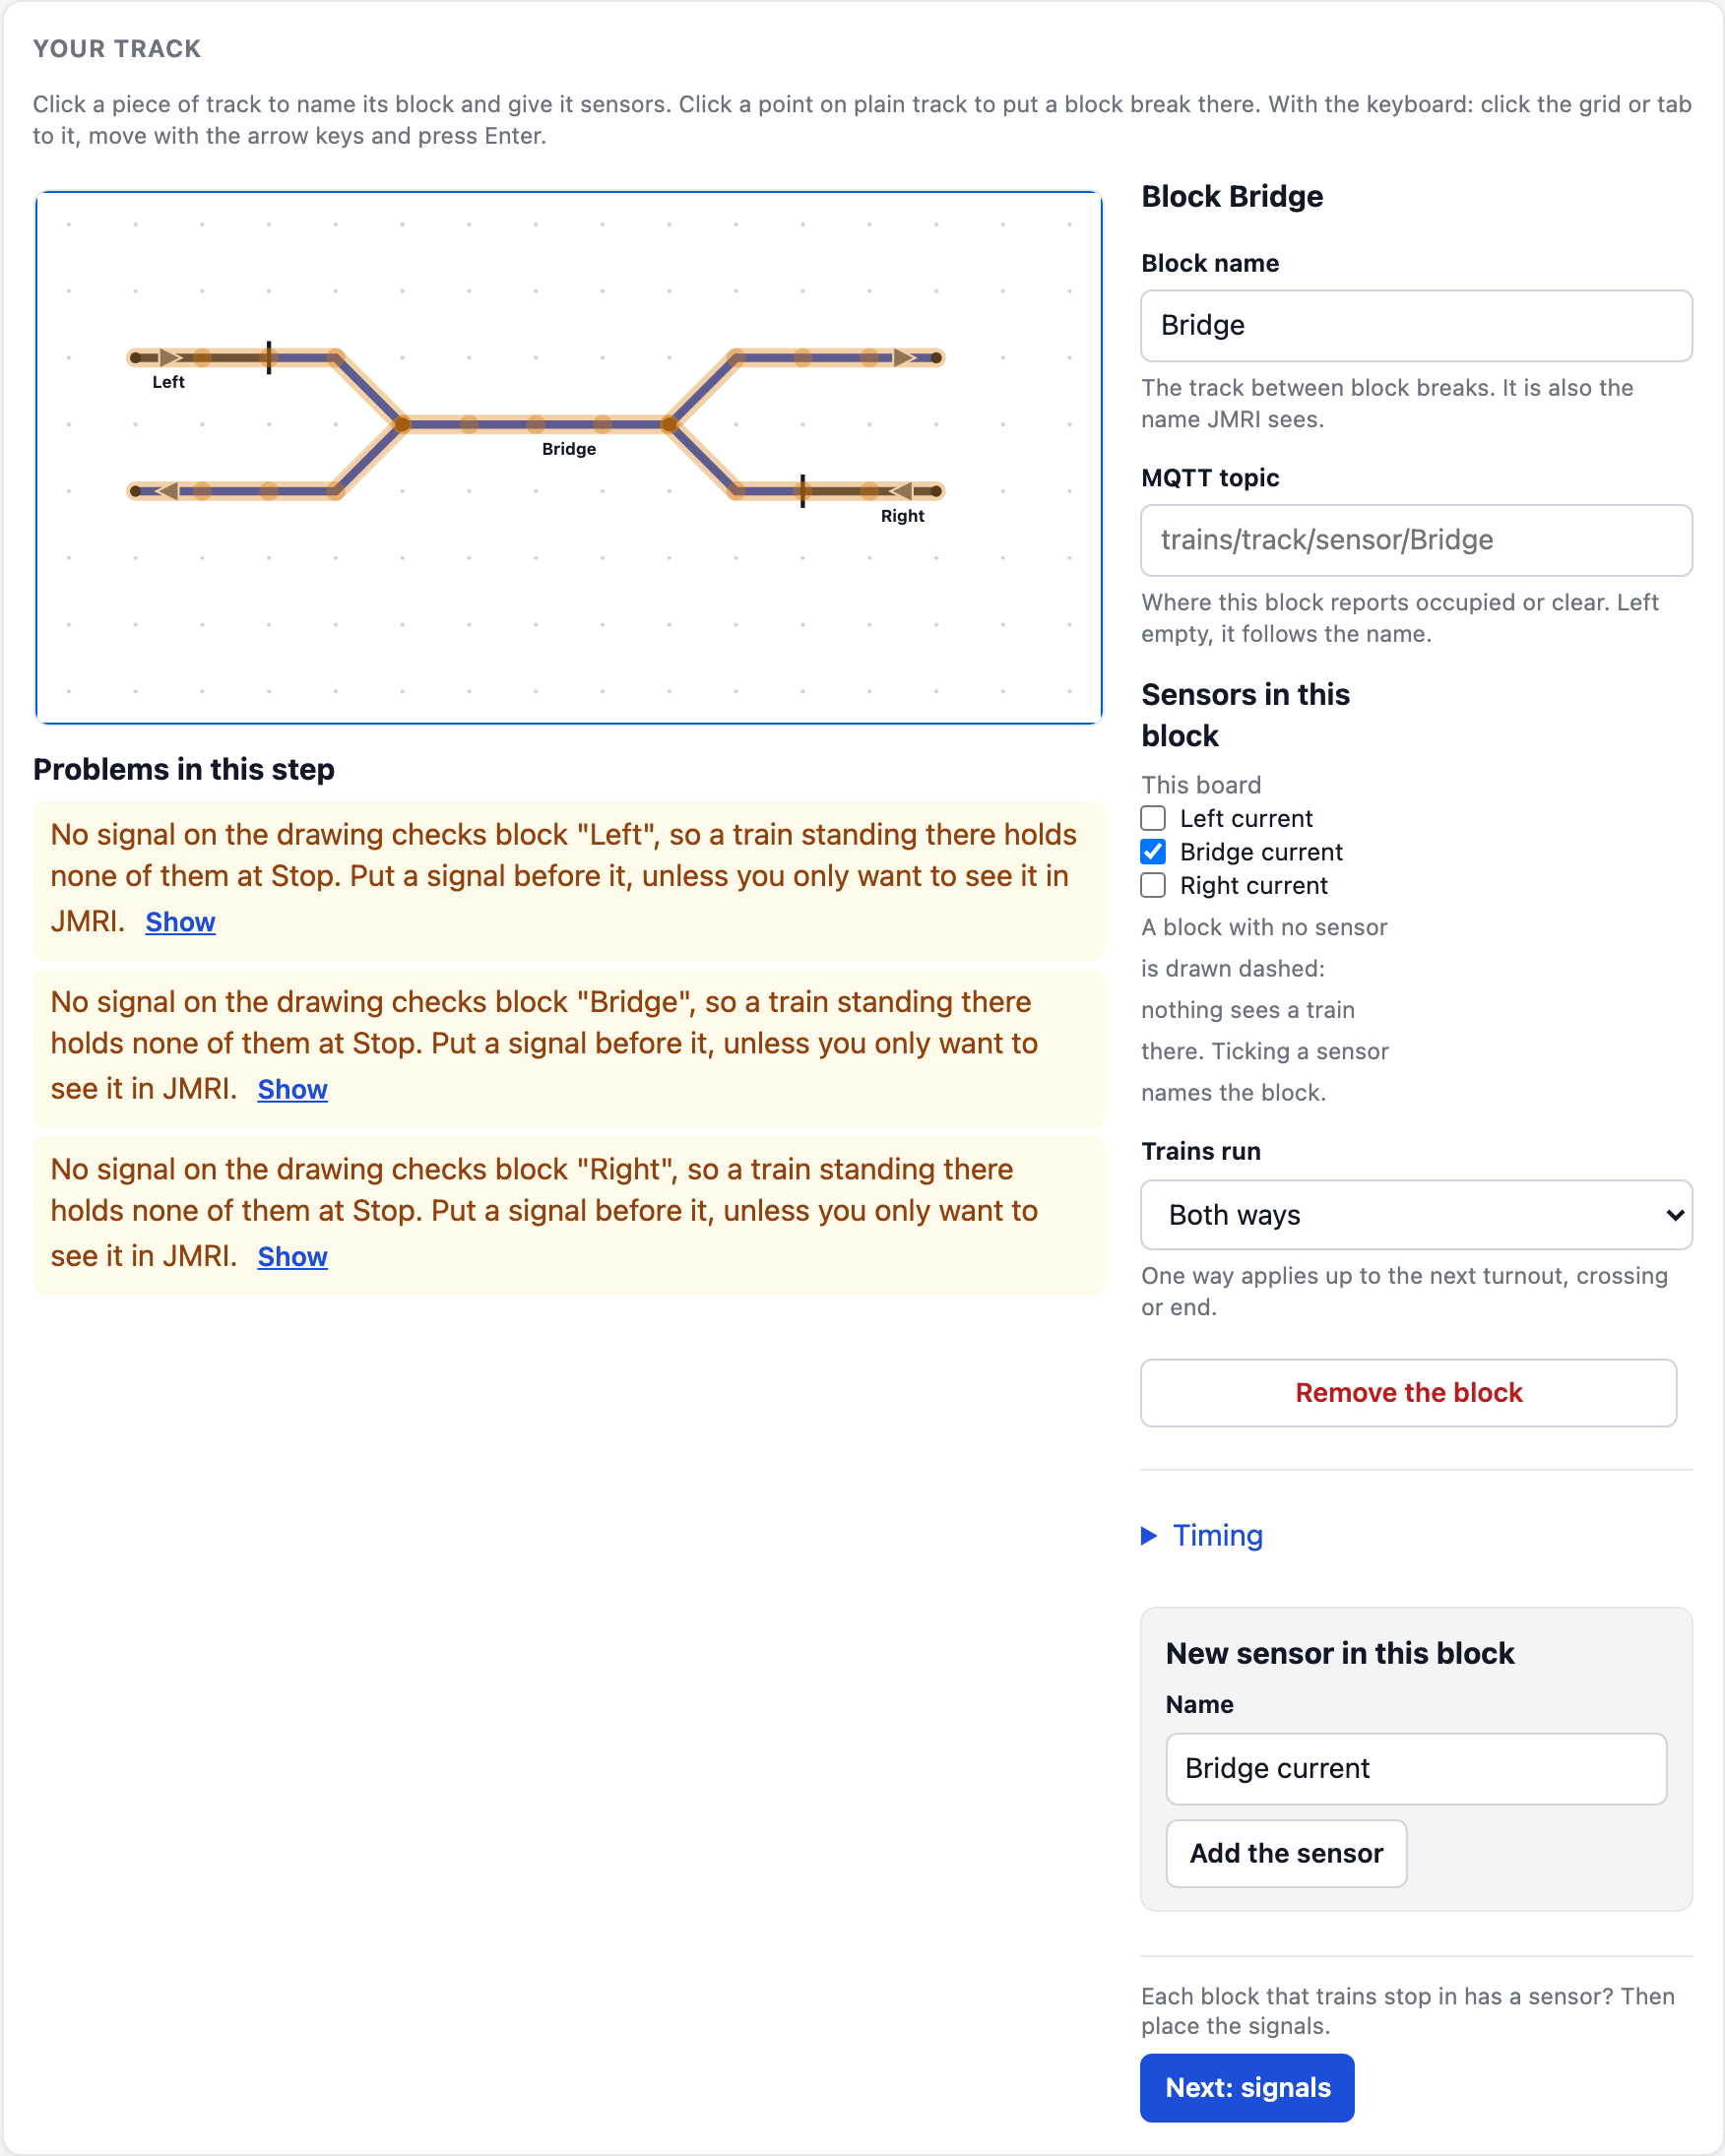 YOUR TRACK
Click a piece of track to name its block and give it sensors. Click a point on plain track to put a block break there. With the keyboard: click the grid or tab
to it, move with the arrow keys and press Enter.
Left
Bridge
Right
Problems in this step
No signal on the drawing checks block "Left", so a train standing there holds
none of them at Stop. Put a signal before it, unless you only want to see it in
JMRI. Show
No signal on the drawing checks block "Bridge", so a train standing there
holds none of them at Stop. Put a signal before it, unless you only want to
see it in JMRI. Show
No signal on the drawing checks block "Right", so a train standing there
holds none of them at Stop. Put a signal before it, unless you only want to
see it in JMRI. Show
Block Bridge
Block name
Bridge
The track between block breaks. It is also the
name JMRI sees.
MQTT topic
trains/track/sensor/Bridge
Where this block reports occupied or clear. Left
empty, it follows the name.
Sensors in this
block
This board
Left current
Bridge current
Right current
A block with no sensor
is drawn dashed:
nothing sees a train
there. Ticking a sensor
names the block.
Trains run
Both ways
One way applies up to the next turnout, crossing
or end.
Remove the block
Timing
New sensor in this block
Name
Bridge current
Add the sensor
Each block that trains stop in has a sensor? Then
place the signals.
Next: signals